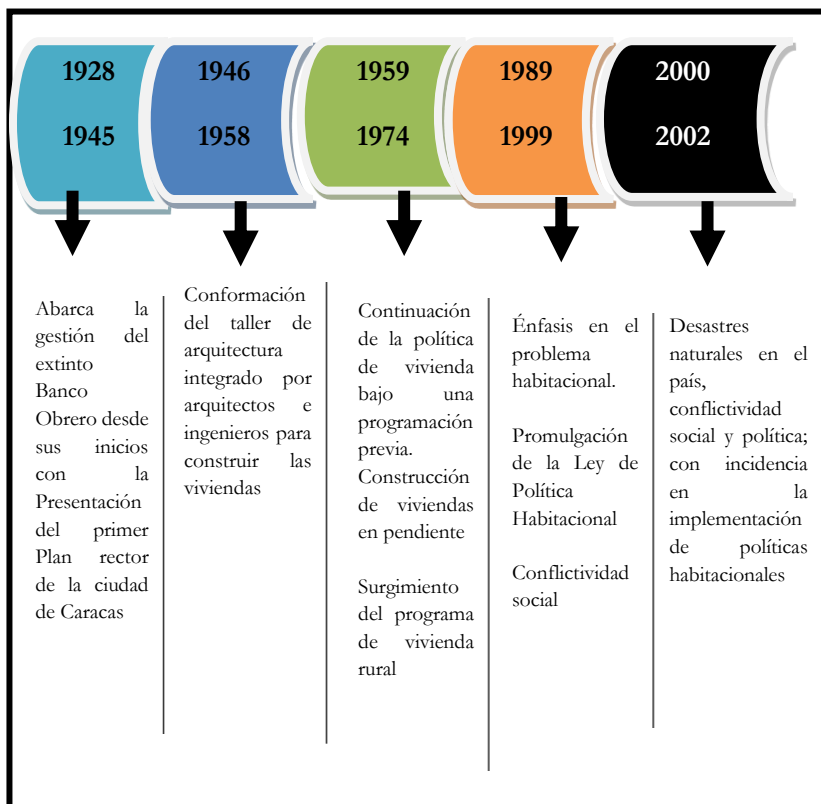 1928
1945
1946
1958
1959
1974
1989
1999
2000
2002
Abarca la
gestión del
extinto
Banco
Obrero desde
sus inicios
con la
Presentación
del primer
Plan rector
de la ciudad
de Caracas
Conformación
del taller de
arquitectura
integrado por
arquitectos e
ingenieros para
construir las
viviendas
Continuación
de la política
de vivienda
bajo una
programación
previa.
Construcción
de viviendas
en pendiente
Surgimiento
del programa
de vivienda
rural
Énfasis en el
problema
habitacional.
Promulgación
de la Ley de
Política
Habitacional
Conflictividad
social
Desastres
naturales en el
país,
conflictividad
social y política;
con incidencia
en la
implementación
de políticas
habitacionales